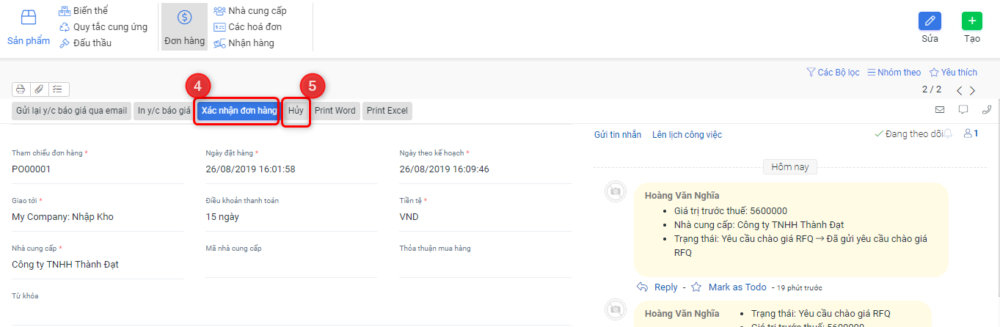 Sản phẩm
Biến thể
Quy tắc cung ứng
Đấu thầu
Đơn hàng
Nhà cung cấp
Các hoá đơn
Nhận hàng
Sửa
Tạo
Các Bộ lọc
Nhóm theo
Yêu thích
2 / 2
4
5
Gửi lại y/c báo giá qua email
In y/c báo giá
Xác nhận đơn hàng
Hủy
Print Word
Print Excel
Tham chiếu đơn hàng *
PO00001
Ngày đặt hàng *
26/08/2019 16:01:58
Ngày theo kế hoạch *
26/08/2019 16:09:46
Giao tới *
My Company: Nhập Kho
Điều khoản thanh toán
15 ngày
Tiền tệ *
VND
Nhà cung cấp *
Công ty TNHH Thành Đạt
Mã nhà cung cấp
Thỏa thuận mua hàng
Từ khóa
Gửi tin nhắn
Lên lịch công việc
Đang theo dõi
1
Hôm nay
Hoàng Văn Nghĩa
• Giá trị trước thuế: 5600000
• Nhà cung cấp: Công ty TNHH Thành Đạt
• Trạng thái: Yêu cầu chào giá RFQ → Đã gửi yêu cầu chào giá
RFQ
Reply - Mark as Todo - 19 phút trước
Hoàng Văn Nghĩa
• Trạng thái: Yêu cầu chào giá RFQ
• Giá trị trước thuế: 5600000